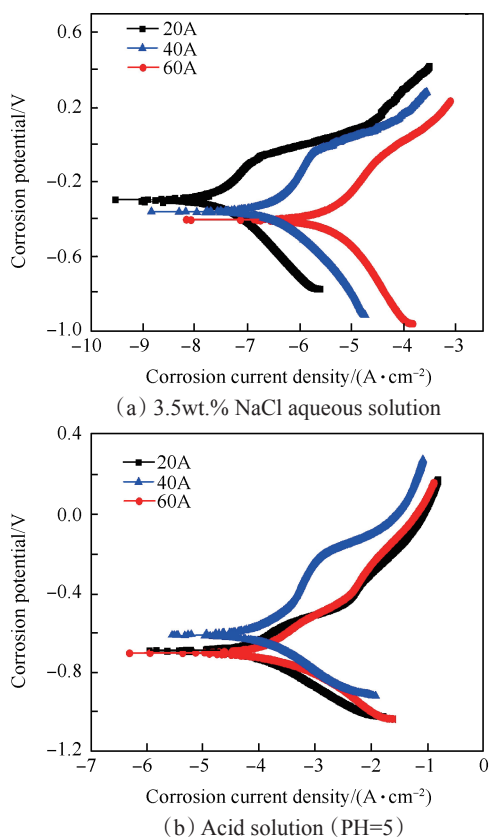 0.6
0.2
−0.2
−0.6
−1.0
20A
40A
60A
Corrosion potential/V
−10 −9 −8 −7 −6 −5 −4 −3
Corrosion current density/(A·cm⁻²)
(a) 3.5wt.% NaCl aqueous solution
0.4
0.0
−0.4
−0.8
−1.2
20A
40A
60A
Corrosion potential/V
−7 −6 −5 −4 −3 −2 −1 0
Corrosion current density/(A·cm⁻²)
(b) Acid solution (PH=5)